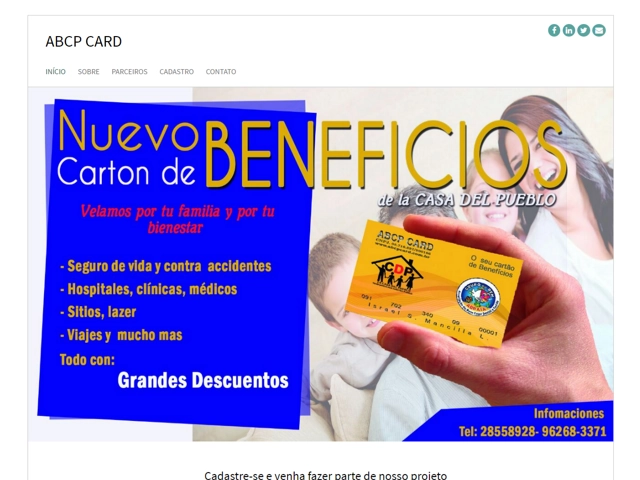 ABCP CARD
INÍCIO SOBRE PARCEIROS CADASTRO CONTATO
Nuevo BENEFICIOS
Carton de
de la CASA DEL PUEBLO
Velamos por tu familia y por tu
bienestar
- Seguro de vida y contra accidentes
- Hospitales, clínicas, médicos
- Sitios, lazer
- Viajes y mucho mas
Todo con:
Grandes Descuentos
ABCP CARD
O seu cartão
de Benefícios
CDP
091 702 340 09 00001
Israel G. Mancilla L.
Infomaciones
Tel: 28558928- 96268-3371
Cadastre-se e venha fazer parte de nosso projeto